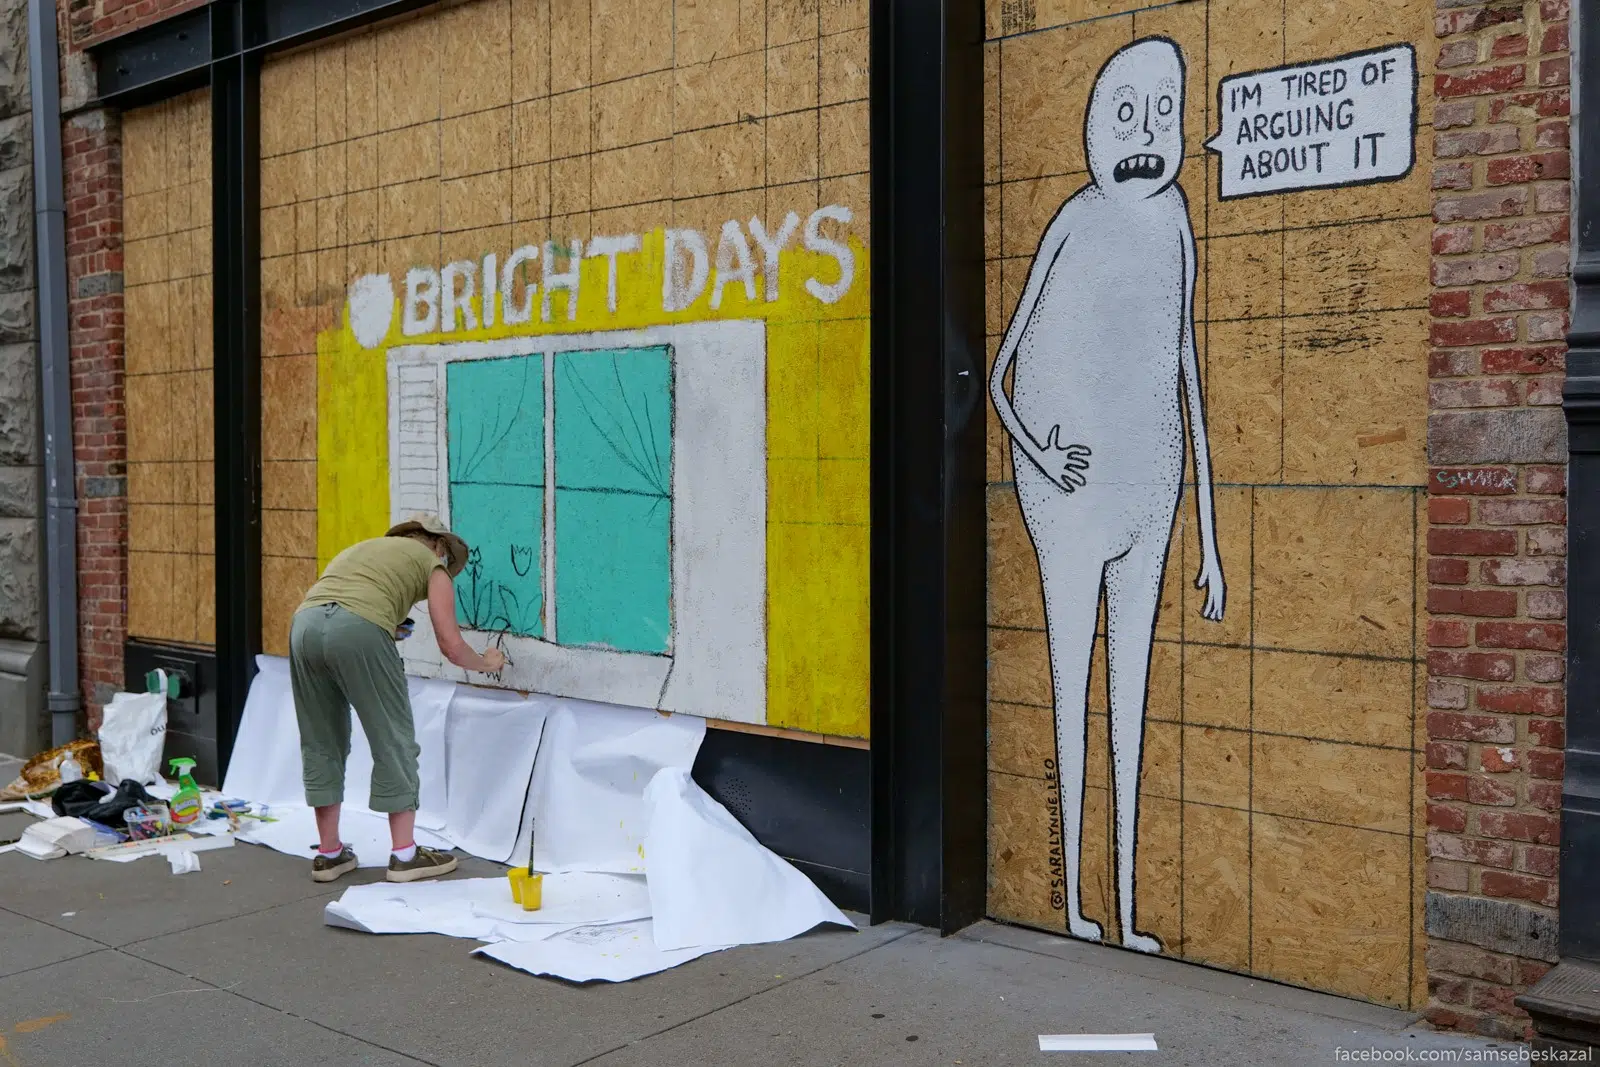 BRIGHT DAYS
I'M TIRED OF
ARGUING
ABOUT IT
@SARALYNNE.LEO
facebook.com/samsebeskazal